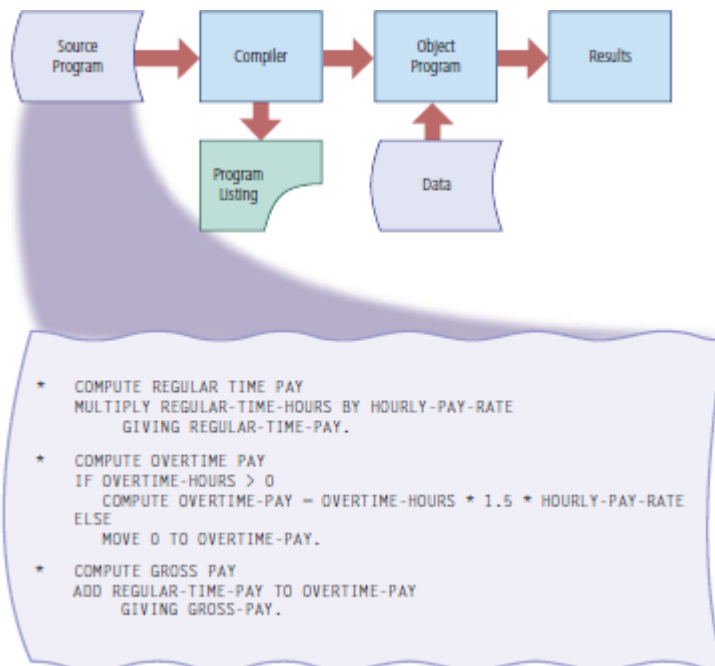 Source
Program
Compiler
Object
Program
Results
Program
Listing
Data
* COMPUTE REGULAR TIME PAY
MULTIPLY REGULAR-TIME-HOURS BY HOURLY-PAY-RATE
GIVING REGULAR-TIME-PAY.
* COMPUTE OVERTIME PAY
IF OVERTIME-HOURS > 0
COMPUTE OVERTIME-PAY = OVERTIME-HOURS * 1.5 * HOURLY-PAY-RATE
ELSE
MOVE 0 TO OVERTIME-PAY.
* COMPUTE GROSS PAY
ADD REGULAR-TIME-PAY TO OVERTIME-PAY
GIVING GROSS-PAY.